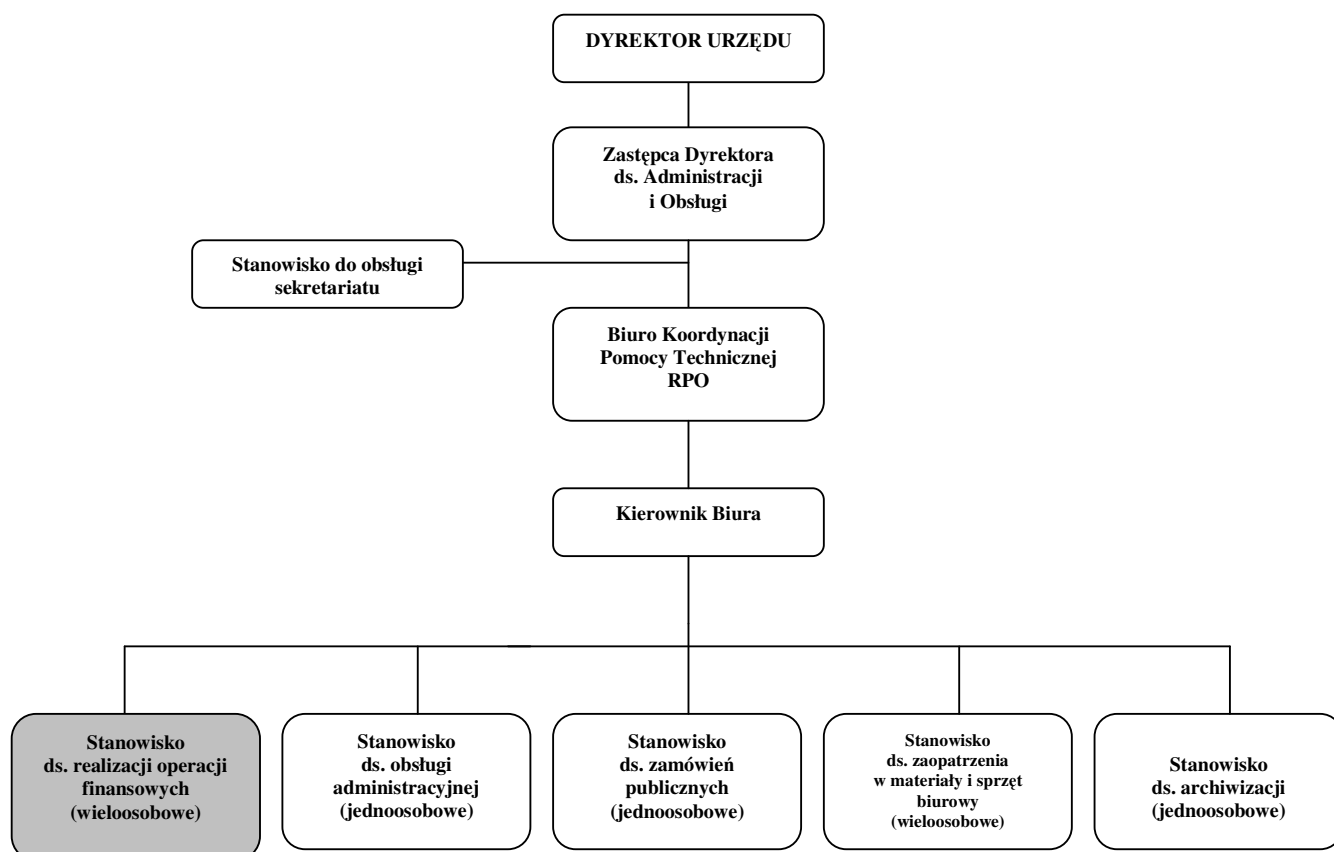 DYREKTOR URZĘDU
Zastępca Dyrektora
ds. Administracji
i Obsługi
Stanowisko do obsługi
sekretariatu
Biuro Koordynacji
Pomocy Technicznej
RPO
Kierownik Biura
Stanowisko
ds. realizacji operacji
finansowych
(wieloosobowe)
Stanowisko
ds. obsługi
administracyjnej
(jednoosobowe)
Stanowisko
ds. zamówień
publicznych
(jednoosobowe)
Stanowisko
ds. zaopatrzenia
w materiały i sprzęt
biurowy
(wieloosobowe)
Stanowisko
ds. archiwizacji
(jednoosobowe)